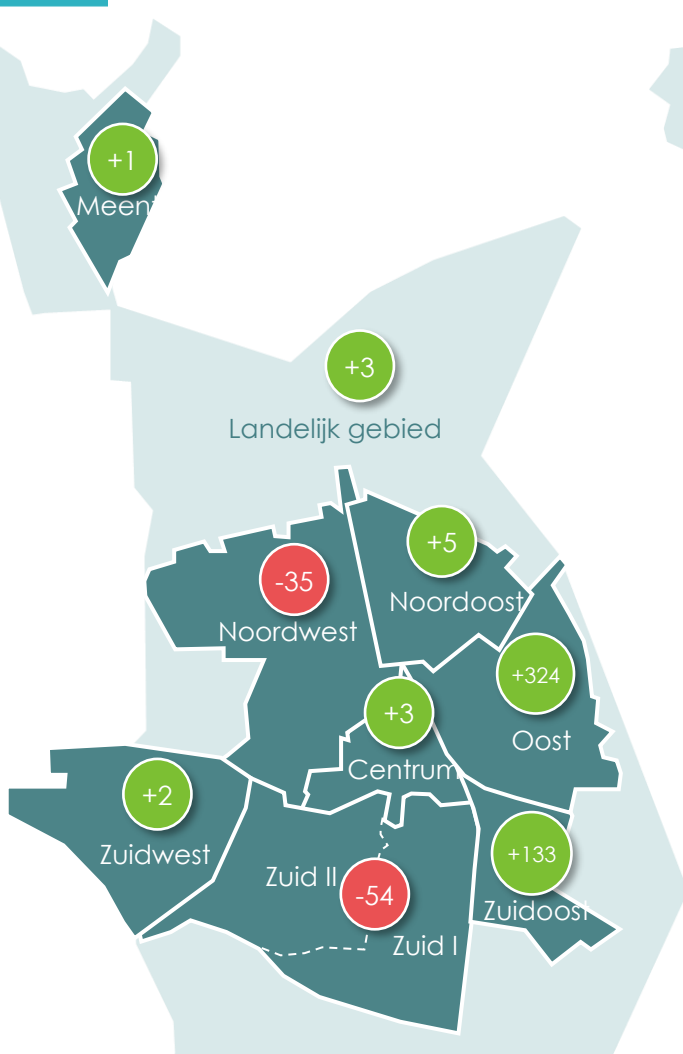 +1
Meent
+3
Landelijk gebied
+5
-35
Noordoost
Noordwest
+324
+3
Oost
Centrum
+2
+133
Zuidwest
Zuid II
-54
Zuidoost
Zuid I